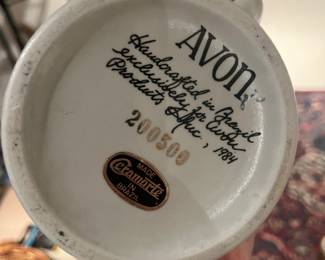 AVON
Handcrafted in Brazil
exclusively for Avon
Products Inc., 1984
200500
MADE
Ceramarte
IN
BRAZIL